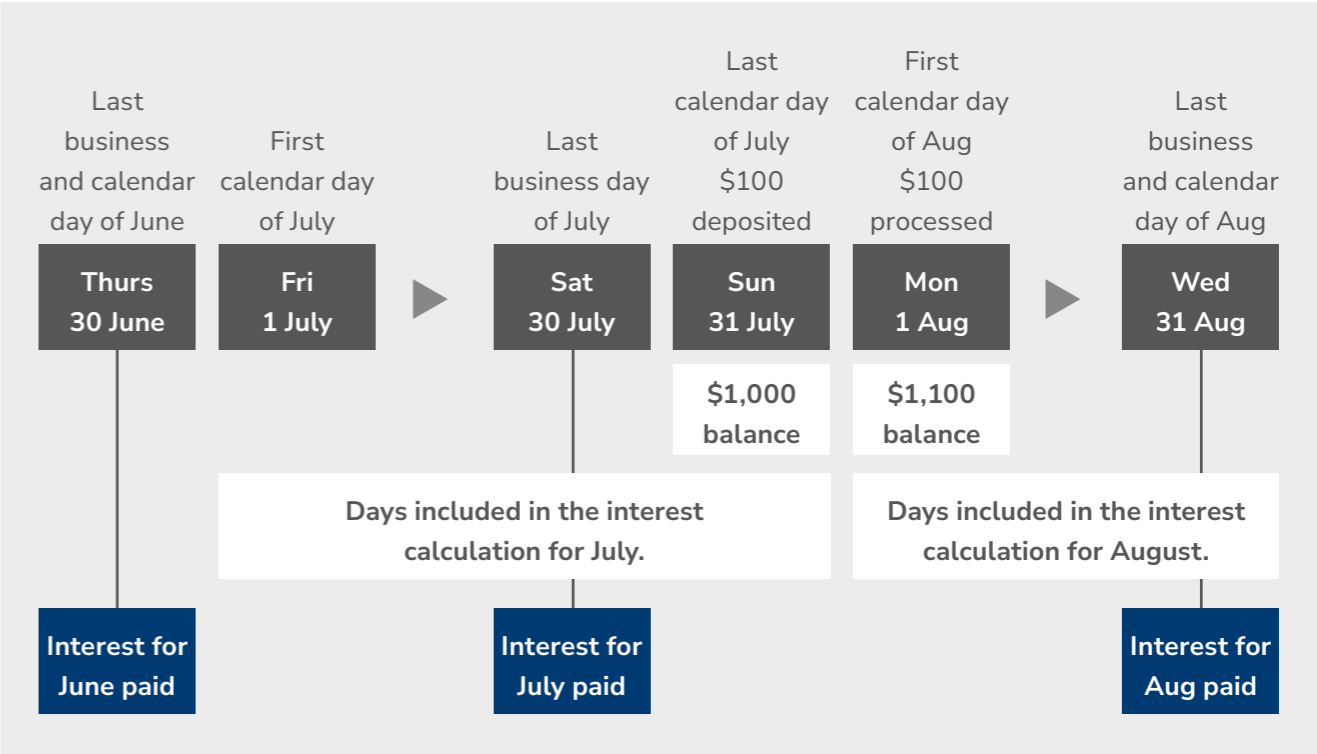 Last
business
and calendar
day of June
First
calendar day
of July
Last
business day
of July
Last
calendar day
of July
$100
deposited
First
calendar day
of Aug
$100
processed
Last
business
and calendar
day of Aug
Thurs
30 June
Fri
1 July
Sat
30 July
Sun
31 July
Mon
1 Aug
Wed
31 Aug
$1,000
balance
$1,100
balance
Days included in the interest
calculation for July.
Days included in the interest
calculation for August.
Interest for
June paid
Interest for
July paid
Interest for
Aug paid